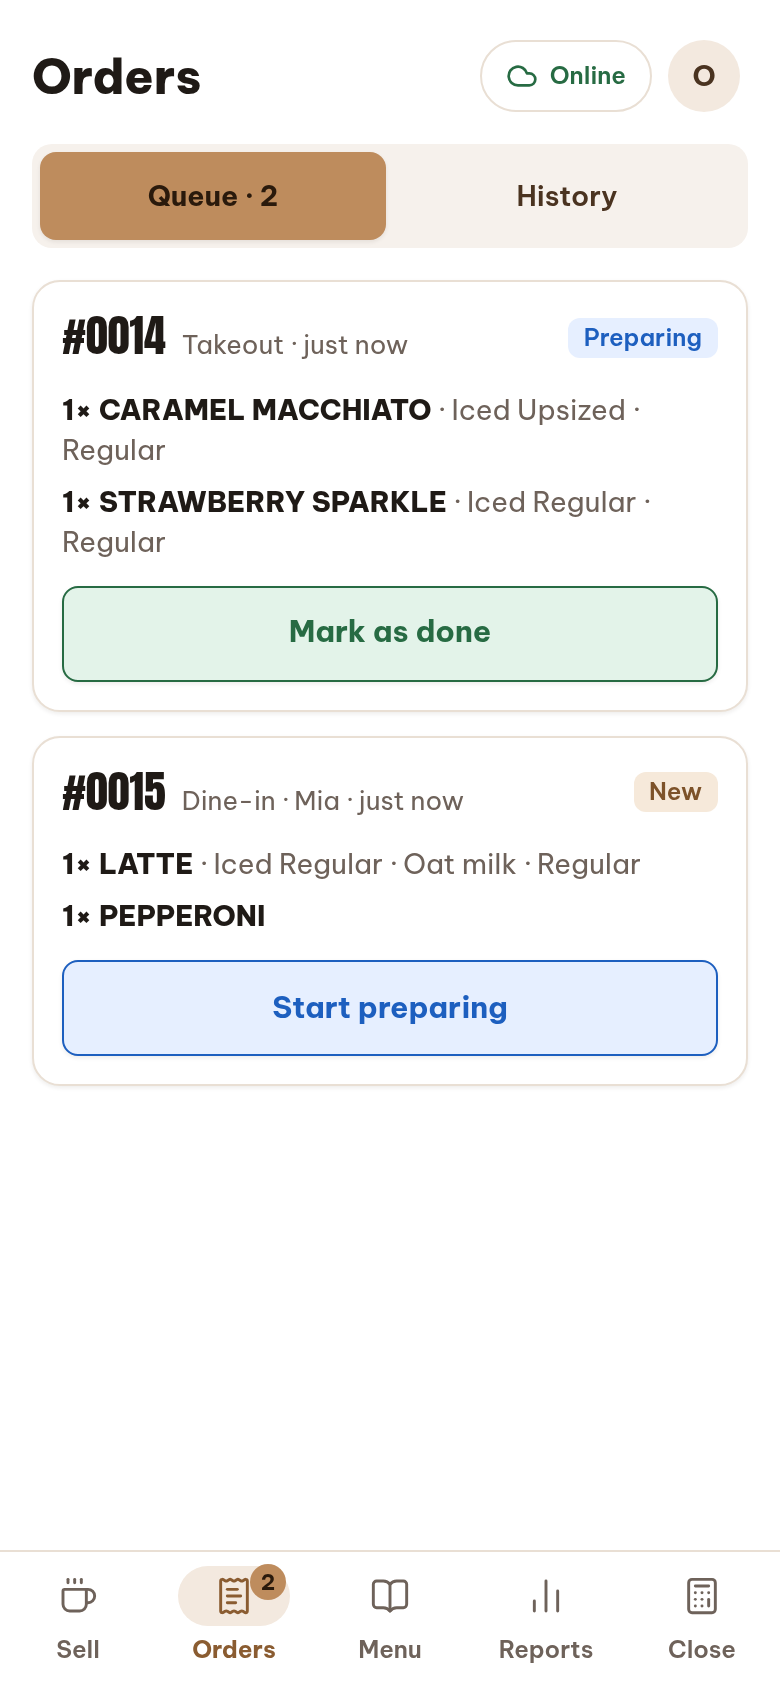 Orders
Online
O
Queue · 2
History
#0014 Takeout · just now
Preparing
1× CARAMEL MACCHIATO · Iced Upsized ·
Regular
1× STRAWBERRY SPARKLE · Iced Regular ·
Regular
Mark as done
#0015 Dine-in · Mia · just now
New
1× LATTE · Iced Regular · Oat milk · Regular
1× PEPPERONI
Start preparing
2
Sell
Orders
Menu
Reports
Close